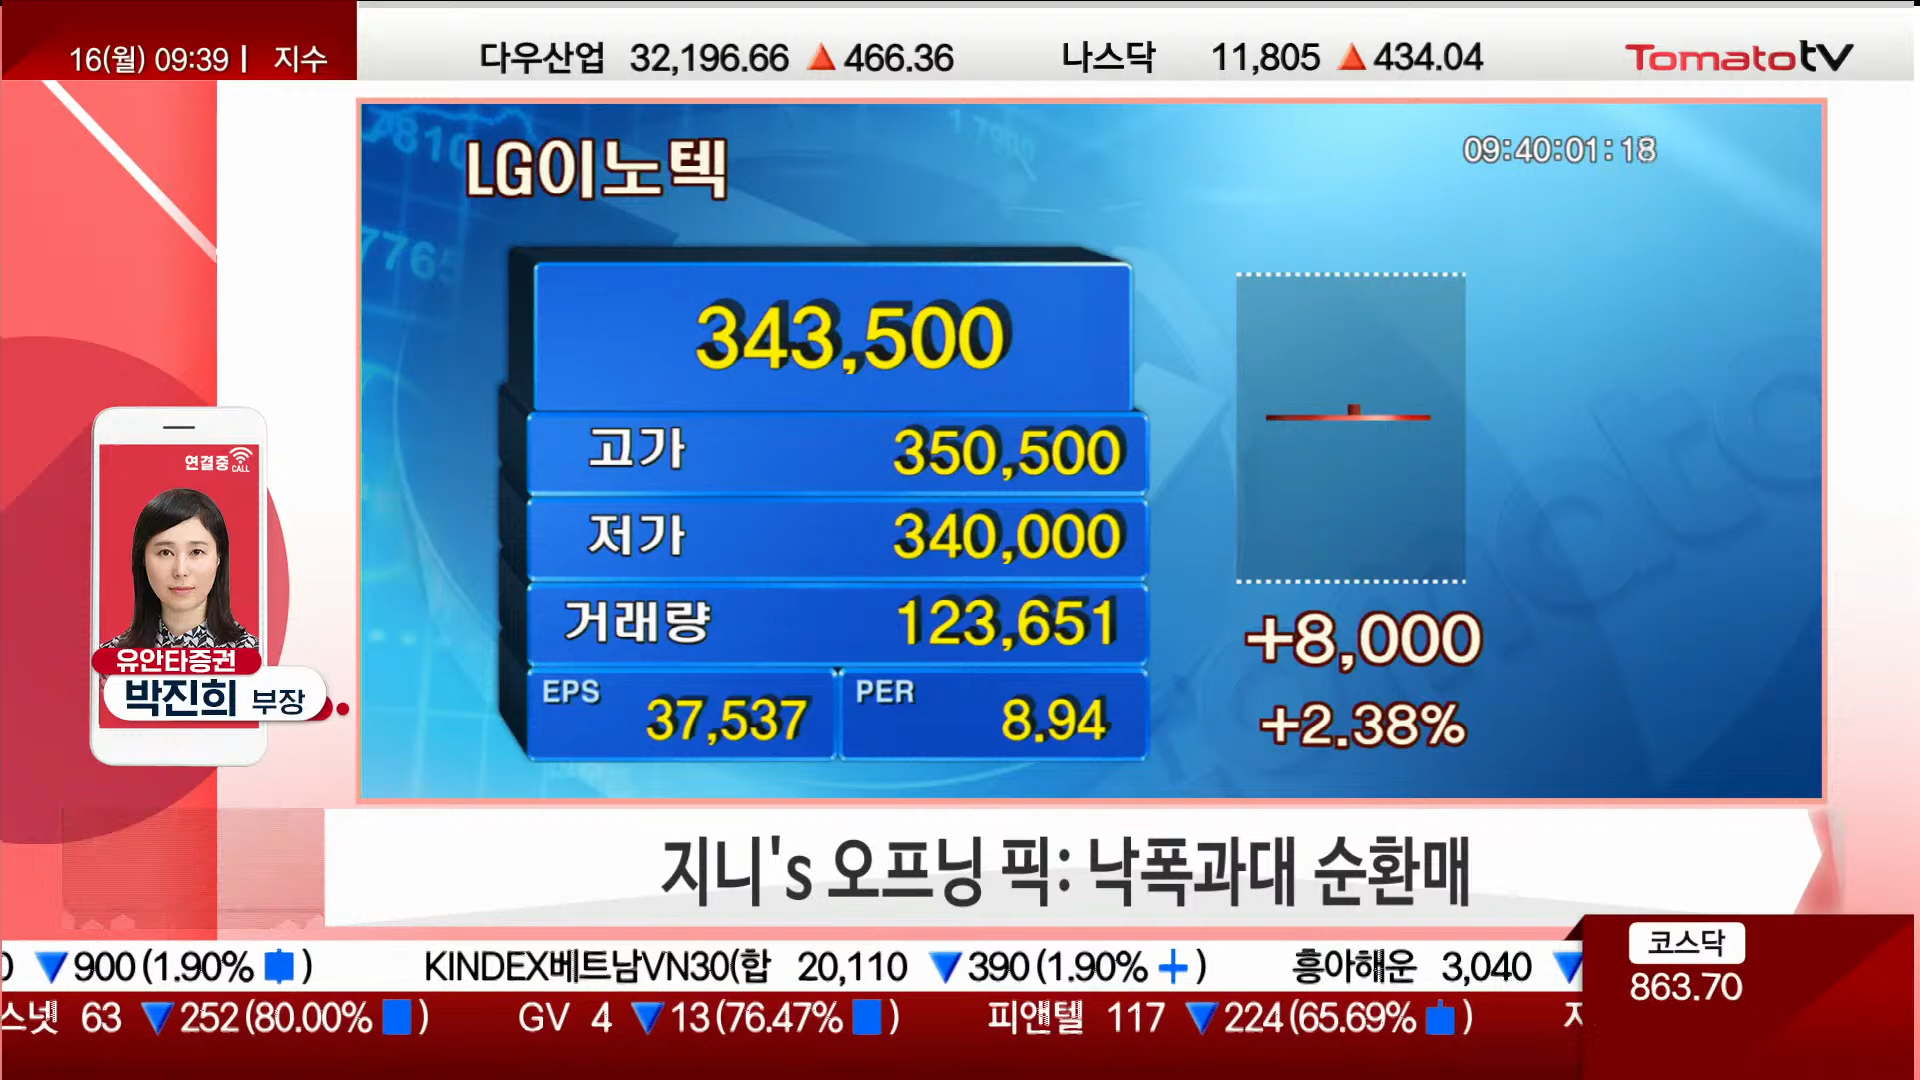 16(월) 09:39 | 지수
다우산업 32,196.66 ▲466.36 나스닥 11,805 ▲434.04
Tomatotv
LG이노텍
09:40:01:18
343,500
고가 350,500
저가 340,000
거래량 123,651
EPS 37,537 PER 8.94
+8,000
+2.38%
연결중
CALL
유안타증권
박진희 부장
지니's 오프닝 픽: 낙폭과대 순환매
▼900(1.90%) KINDEX베트남VN30(합 20,110 ▼390(1.90%) 흥아해운 3,040 ▼
스넷 63 ▼252(80.00%) GV 4 ▼13(76.47%) 피앤텔 117 ▼224(65.69%)
코스닥
863.70